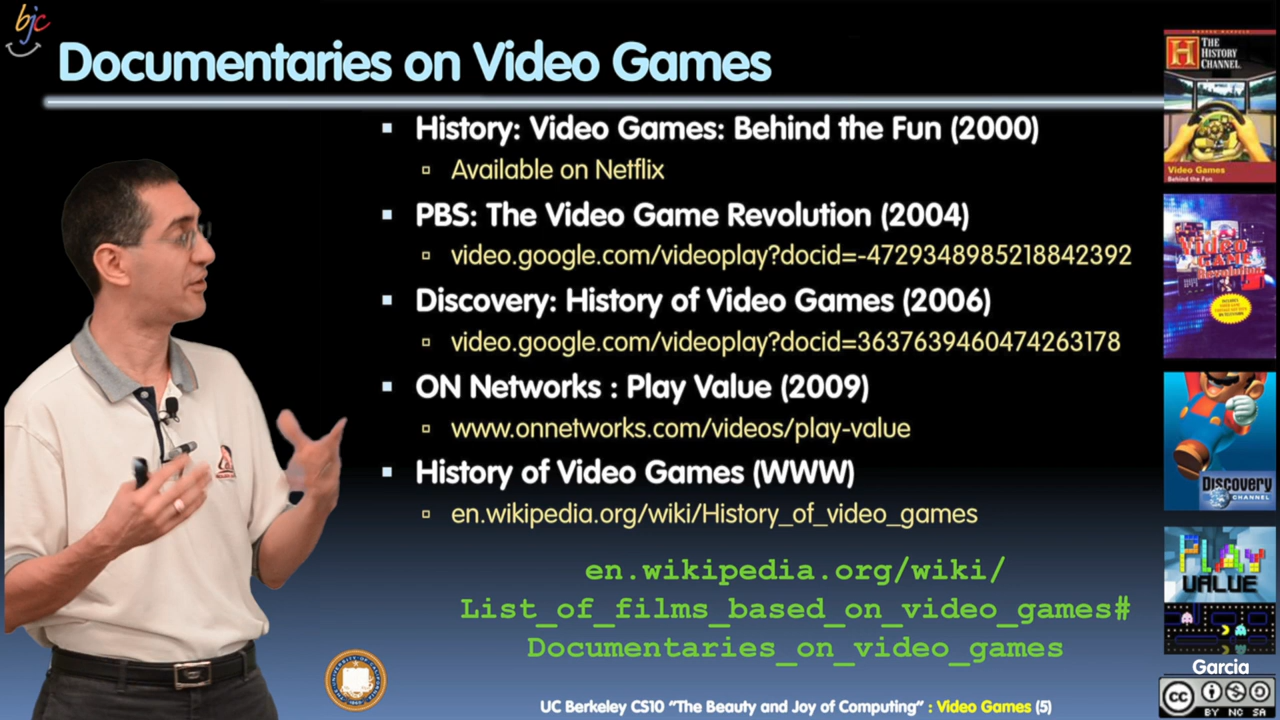 bjc
Documentaries on Video Games
History: Video Games: Behind the Fun (2000)
Available on Netflix
PBS: The Video Game Revolution (2004)
video.google.com/videoplay?docid=-4729348985218842392
Discovery: History of Video Games (2006)
video.google.com/videoplay?docid=3637639460474263178
ON Networks : Play Value (2009)
www.onnetworks.com/videos/play-value
History of Video Games (WWW)
en.wikipedia.org/wiki/History_of_video_games
en.wikipedia.org/wiki/
List_of_films_based_on_video_games#
Documentaries_on_video_games
THE
HISTORY
CHANNEL
H
Video Games
Behind the Fun
Video
GAME
Revolution
Discovery
CHANNEL
PLAY
VALUE
Garcia
cc
BY NC SA
UC Berkeley CS10 “The Beauty and Joy of Computing” : Video Games (5)